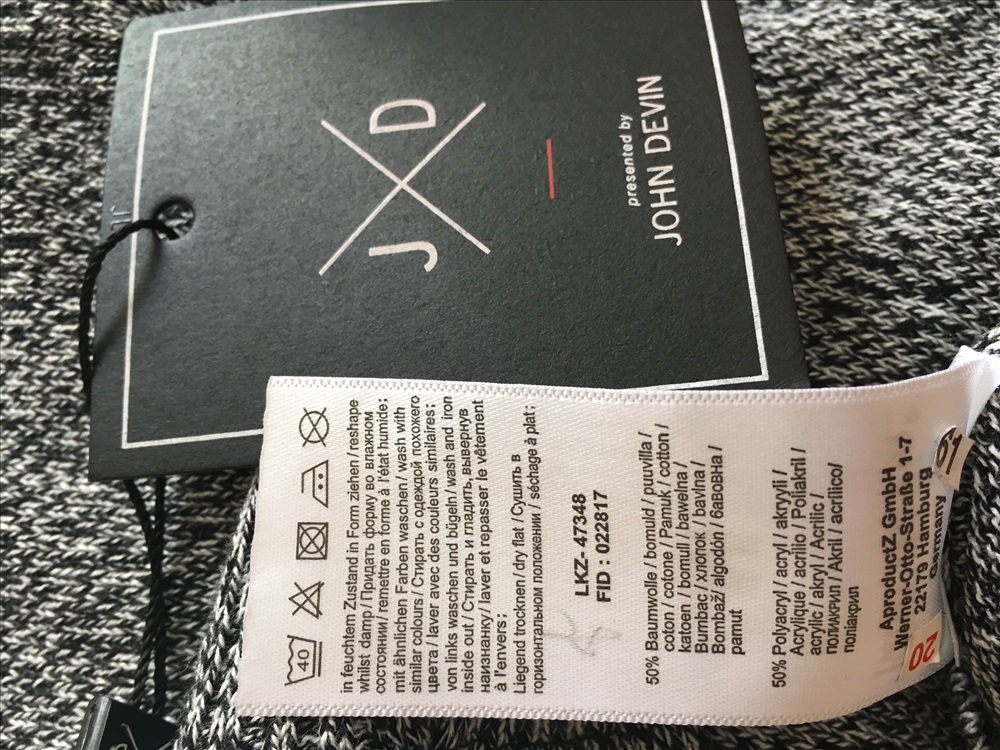 J D
presented by
JOHN DEVIN
40
in feuchtem Zustand in Form ziehen / reshape
whilst damp / Придать форму во влажном
состоянии / remettre en forme à l'état humide;
mit ähnlichen Farben waschen / wash with
similar colours / Стирать с одеждой похожего
цвета / laver avec des couleurs similaires;
von links waschen und bügeln / wash and iron
inside out / Стирать и гладить, вывернув
наизнанку / laver et repasser le vêtement
à l'envers;
Liegend trocknen / dry flat / Сушить в
горизонтальном положении / séchage à plat;
LKZ- 47348
FID : 022817
50% Baumwolle / bomuld / puuvilla /
coton / cotone / Pamuk / cotton /
katoen / bomull / bawełna /
Bumbac / хлопок / bavlna /
Bombaž / algodón / бавовна /
pamut
50% Polyacryl / acryl / akryyli /
Acrylique / acrilio / Poliakril /
acrylic / akryl / Acrilic /
полиакрил / Akril / acrílico/
поліакрил
AproductZ GmbH
Werner-Otto-Straße 1-7
22179 Hamburg
Germany
20